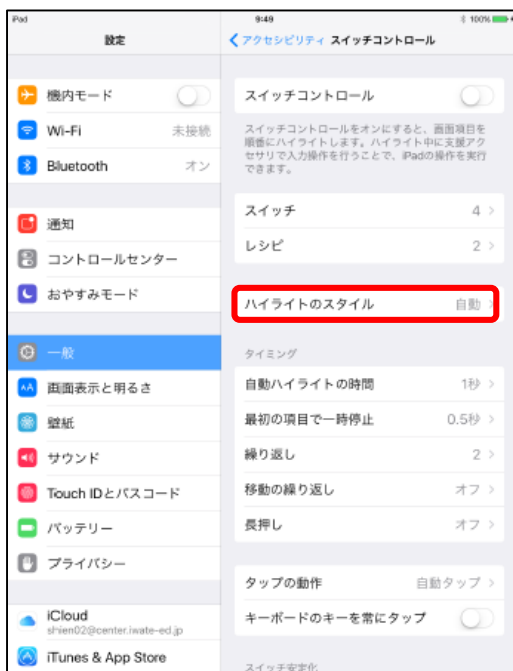 iPad
9:49
100%
設定
アクセシビリティ スイッチコントロール
機内モード
Wi-Fi 未接続
Bluetooth オン
通知
コントロールセンター
おやすみモード
一般
画面表示と明るさ
壁紙
サウンド
Touch IDとパスコード
バッテリー
プライバシー
iCloud
shien02@center.iwate-ed.jp
iTunes & App Store
スイッチコントロール
スイッチコントロールをオンにすると、画面項目を
順番にハイライトします。ハイライト中に支援アク
セサリで入力操作を行うことで、iPadの操作を実行
できます。
スイッチ 4
レシピ 2
ハイライトのスタイル 自動
タイミング
自動ハイライトの時間 1秒
最初の項目で一時停止 0.5秒
繰り返し 2
移動の繰り返し オフ
長押し オフ
タップの動作 自動タップ
キーボードのキーを常にタップ
スイッチ安定化